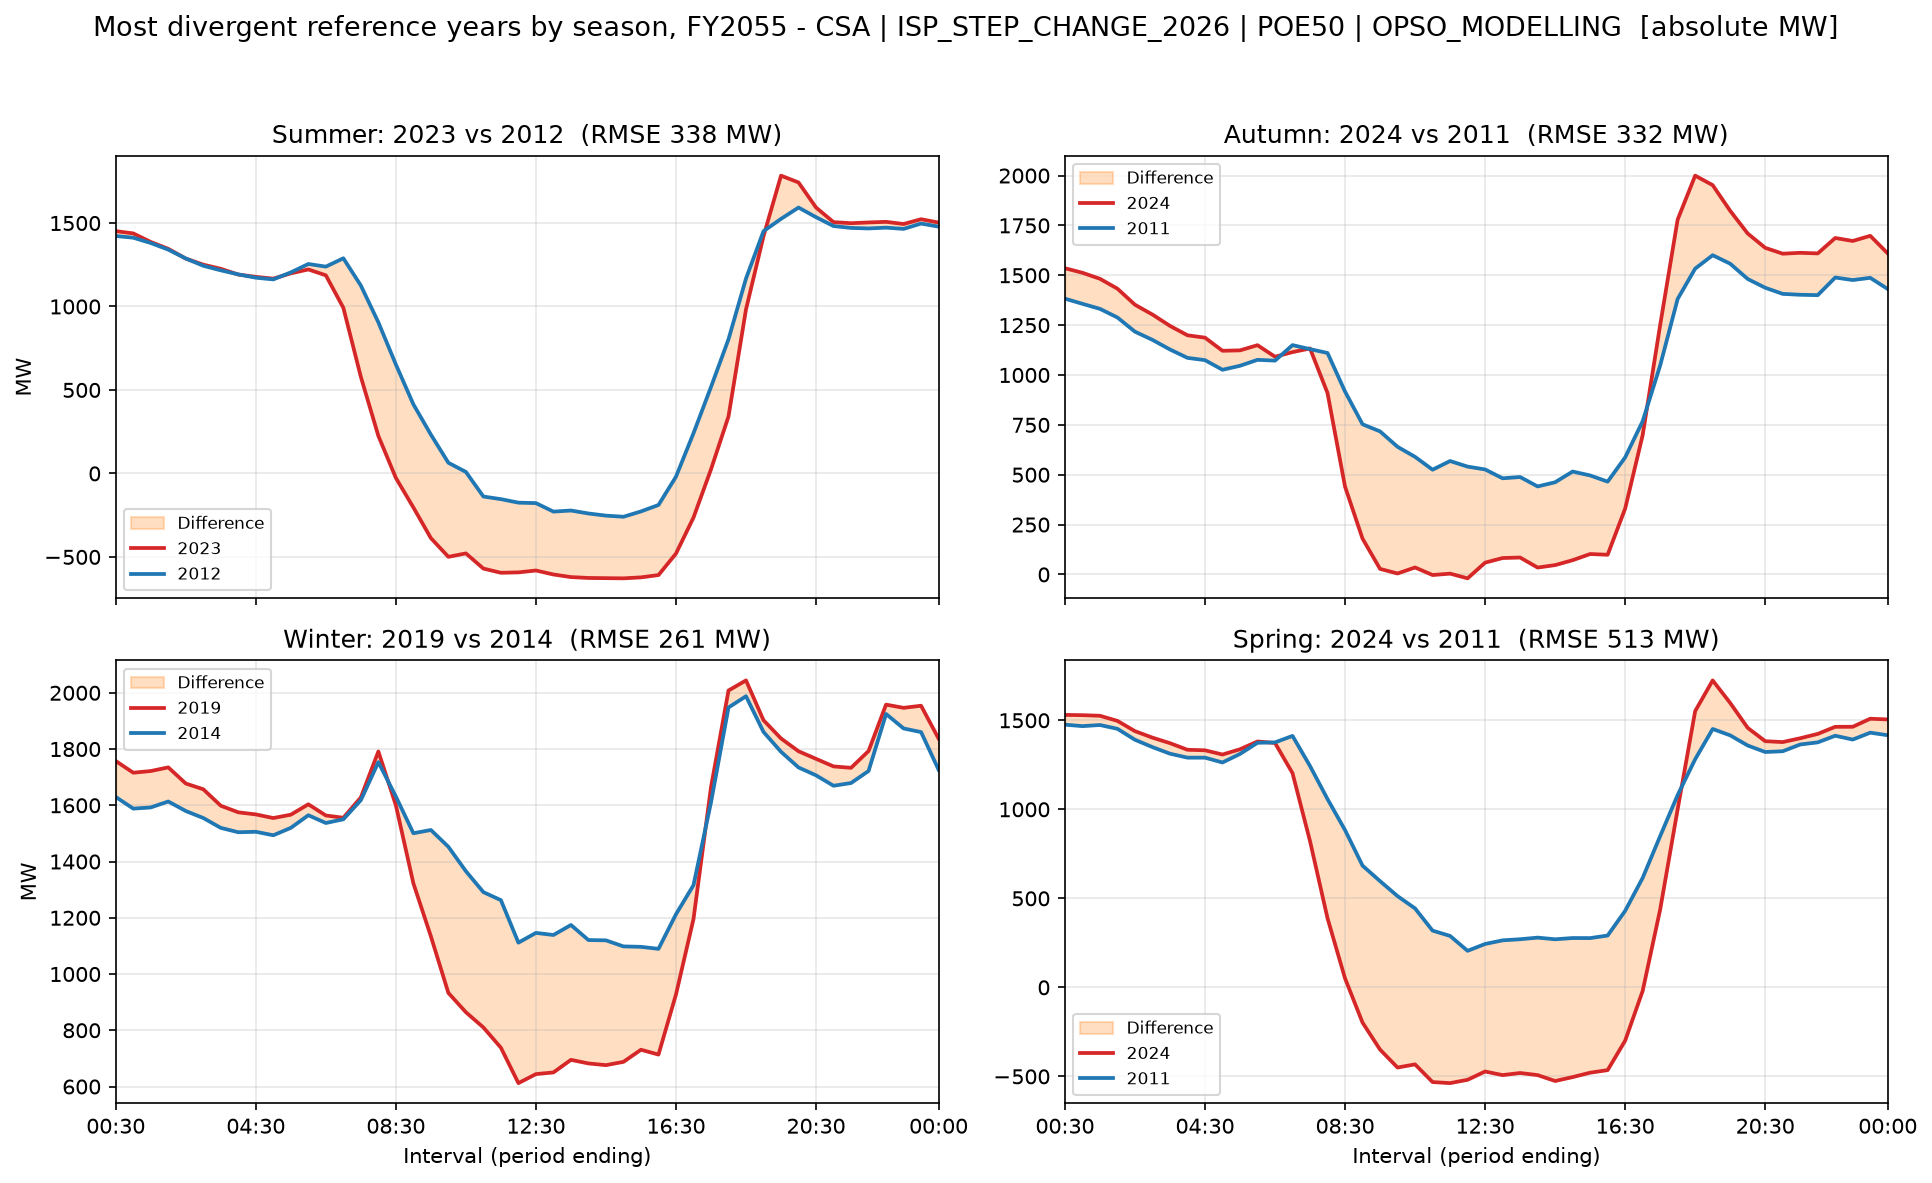 Most divergent reference years by season, FY2055 - CSA | ISP_STEP_CHANGE_2026 | POE50 | OPSO_MODELLING  [absolute MW]
Summer: 2023 vs 2012  (RMSE 338 MW)
MW
1500
1000
500
0
−500
Difference
2023
2012
Autumn: 2024 vs 2011  (RMSE 332 MW)
2000
1750
1500
1250
1000
750
500
250
0
Difference
2024
2011
Winter: 2019 vs 2014  (RMSE 261 MW)
MW
2000
1800
1600
1400
1200
1000
800
600
Difference
2019
2014
00:30 04:30 08:30 12:30 16:30 20:30 00:00
Interval (period ending)
Spring: 2024 vs 2011  (RMSE 513 MW)
1500
1000
500
0
−500
Difference
2024
2011
00:30 04:30 08:30 12:30 16:30 20:30 00:00
Interval (period ending)